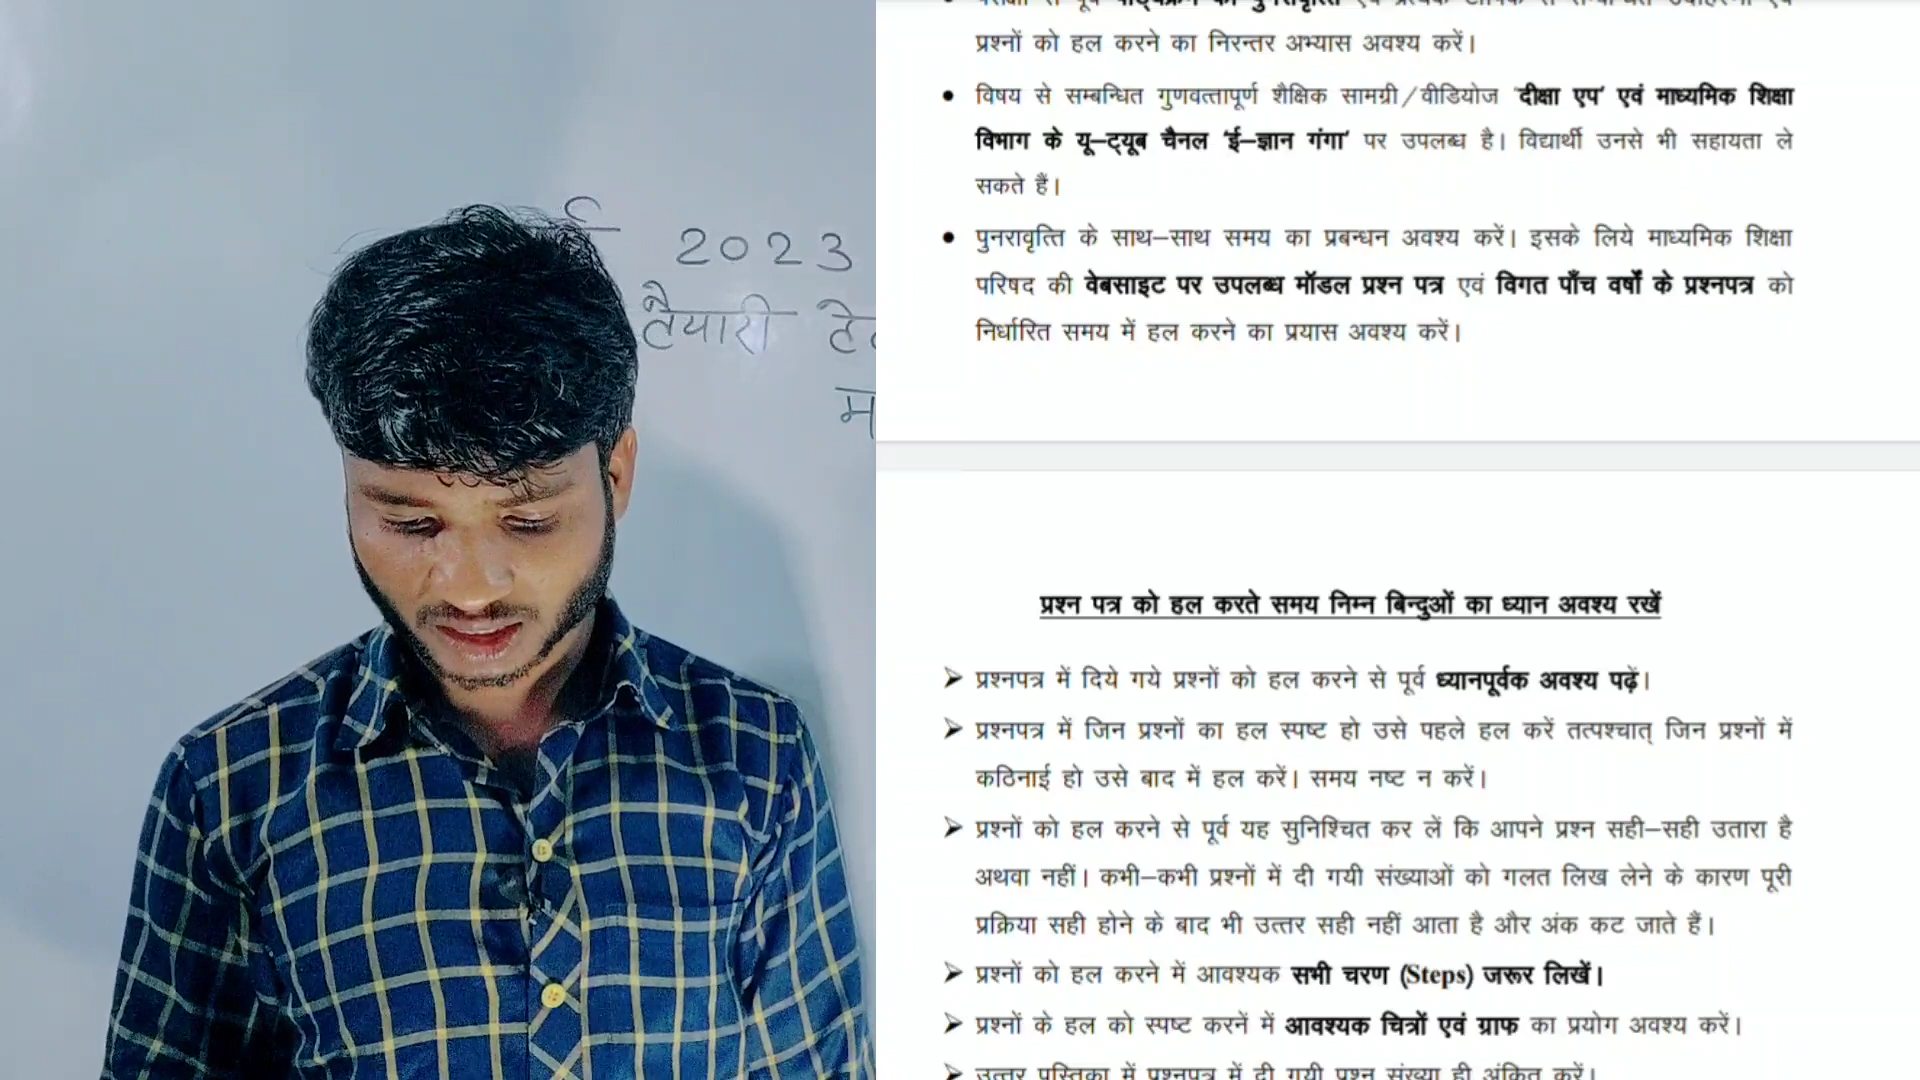 2023
तैयारी
प्रश्नों को हल करने का निरन्तर अभ्यास अवश्य करें।
• विषय से सम्बन्धित गुणवत्तापूर्ण शैक्षिक सामग्री/वीडियोज 'दीक्षा एप' एवं माध्यमिक शिक्षा
विभाग के यू–ट्यूब चैनल 'ई–ज्ञान गंगा' पर उपलब्ध है। विद्यार्थी उनसे भी सहायता ले
सकते हैं।
• पुनरावृत्ति के साथ–साथ समय का प्रबन्धन अवश्य करें। इसके लिये माध्यमिक शिक्षा
परिषद की वेबसाइट पर उपलब्ध मॉडल प्रश्न पत्र एवं विगत पाँच वर्षों के प्रश्नपत्र को
निर्धारित समय में हल करने का प्रयास अवश्य करें।
प्रश्न पत्र को हल करते समय निम्न बिन्दुओं का ध्यान अवश्य रखें
➢ प्रश्नपत्र में दिये गये प्रश्नों को हल करने से पूर्व ध्यानपूर्वक अवश्य पढ़ें।
➢ प्रश्नपत्र में जिन प्रश्नों का हल स्पष्ट हो उसे पहले हल करें तत्पश्चात् जिन प्रश्नों में
कठिनाई हो उसे बाद में हल करें। समय नष्ट न करें।
➢ प्रश्नों को हल करने से पूर्व यह सुनिश्चित कर लें कि आपने प्रश्न सही–सही उतारा है
अथवा नहीं। कभी–कभी प्रश्नों में दी गयी संख्याओं को गलत लिख लेने के कारण पूरी
प्रक्रिया सही होने के बाद भी उत्तर सही नहीं आता है और अंक कट जाते हैं।
➢ प्रश्नों को हल करने में आवश्यक सभी चरण (Steps) जरूर लिखें।
➢ प्रश्नों के हल को स्पष्ट करनें में आवश्यक चित्रों एवं ग्राफ का प्रयोग अवश्य करें।
➢ उत्तर पुस्तिका में प्रश्नपत्र में दी गयी प्रश्न संख्या ही अंकित करें।